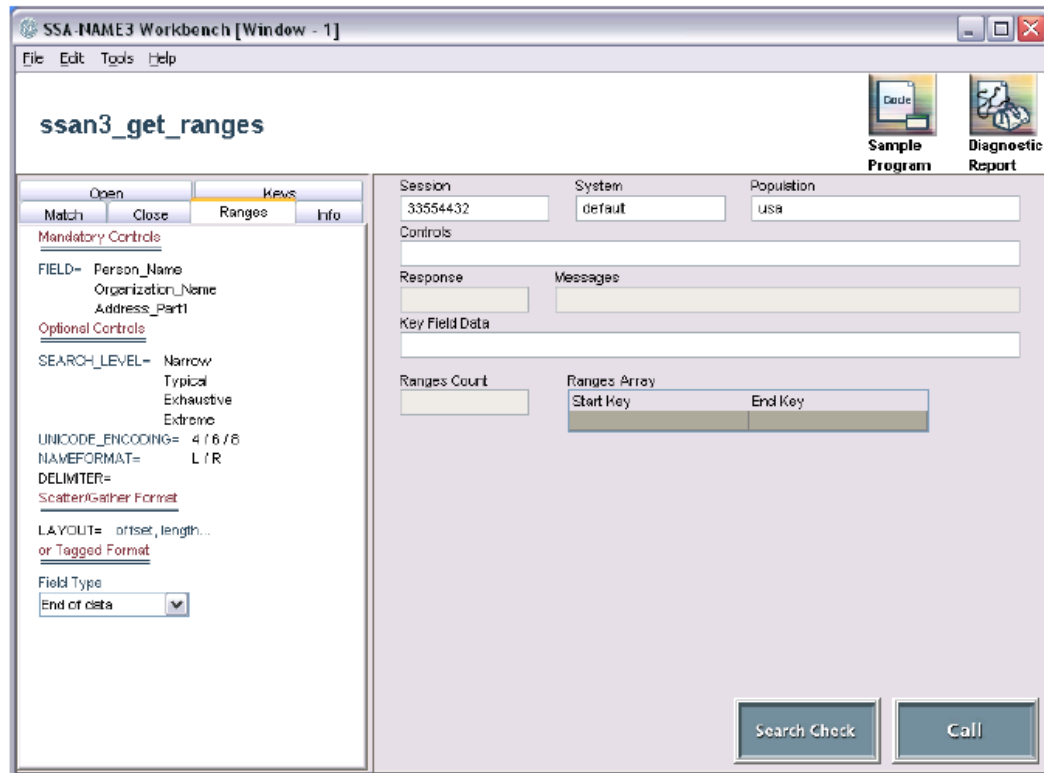 SSA-NAME3 Workbench [Window - 1]
File Edit Tools Help
ssan3_get_ranges
Code
Sample Program
Diagnostic Report
Open Keys
Match Close Ranges Info
Mandatory Controls
FIELD= Person_Name
Organization_Name
Address_Part1
Optional Controls
SEARCH_LEVEL= Narrow
Typical
Exhaustive
Extreme
UNICODE_ENCODING= 4 / 6 / 8
NAMEFORMAT= L / R
DELIMITER=
Scatter/Gather Format
LAYOUT= offset, length...
or Tagged Format
Field Type
End of data
Session System Population
33554432 default usa
Controls
Response Messages
Key Field Data
Ranges Count Ranges Array
Start Key End Key
Search Check Call